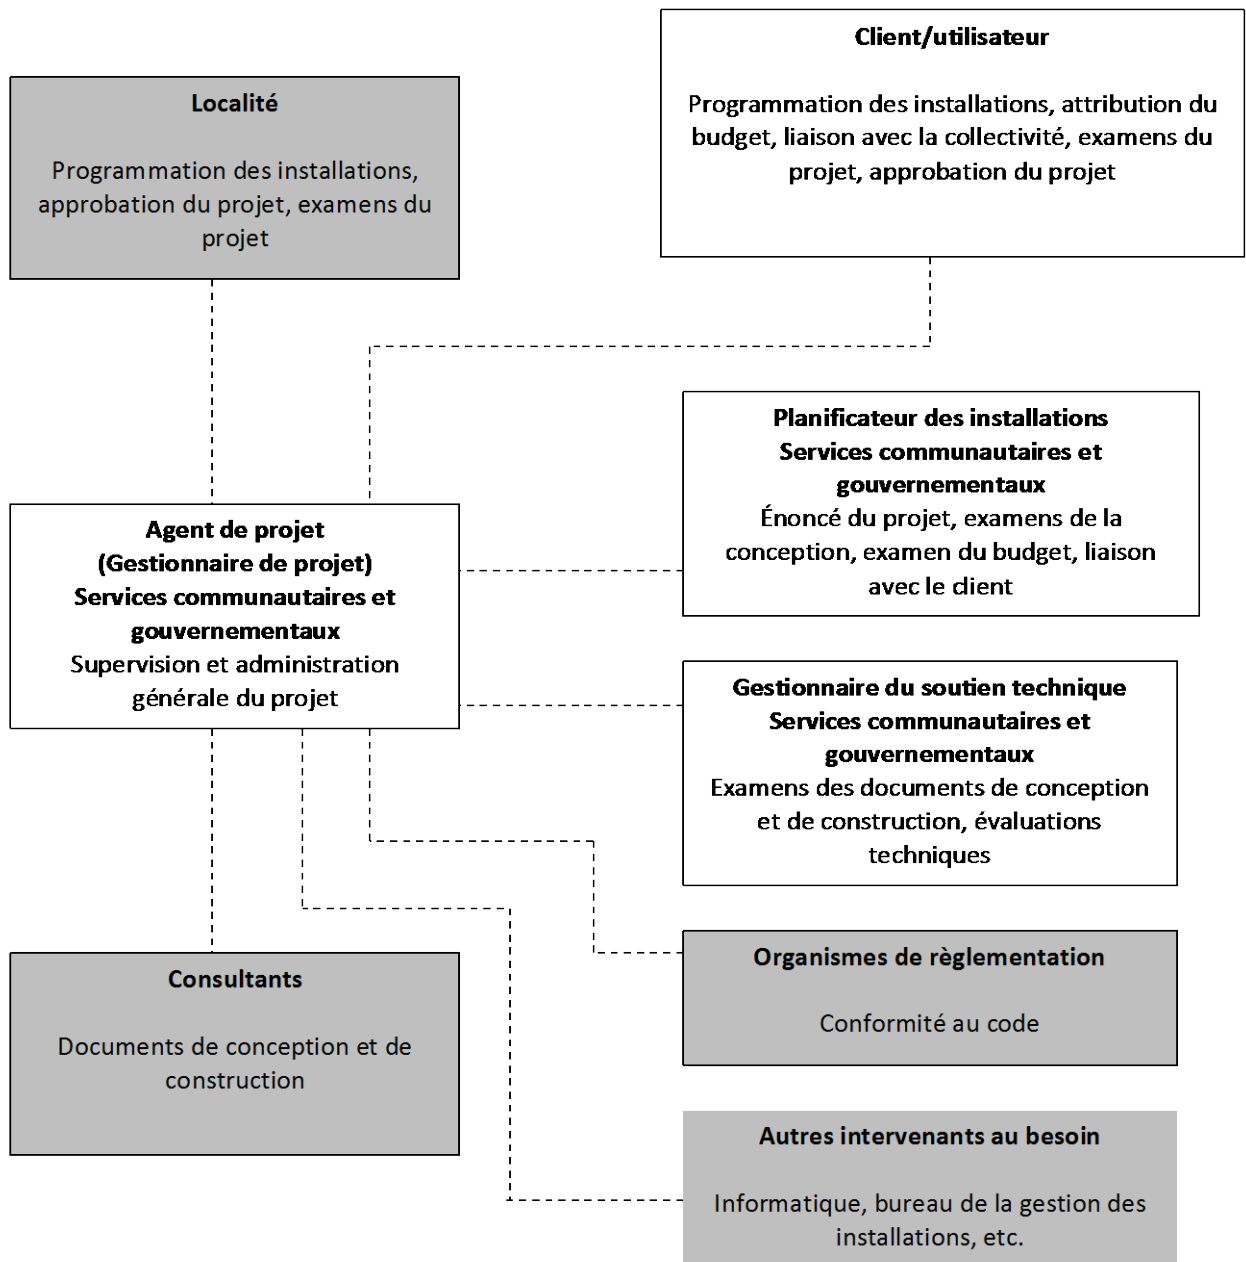 Client/utilisateur
Programmation des installations, attribution du
budget, liaison avec la collectivité, examens du
projet, approbation du projet
Localité
Programmation des installations,
approbation du projet, examens du
projet
Planificateur des installations
Services communautaires et
gouvernementaux
Énoncé du projet, examens de la
conception, examen du budget, liaison
avec le client
Agent de projet
(Gestionnaire de projet)
Services communautaires et
gouvernementaux
Supervision et administration
générale du projet
Gestionnaire du soutien technique
Services communautaires et
gouvernementaux
Examens des documents de conception
et de construction, évaluations
techniques
Organismes de règlementation
Conformité au code
Consultants
Documents de conception et de
construction
Autres intervenants au besoin
Informatique, bureau de la gestion des
installations, etc.